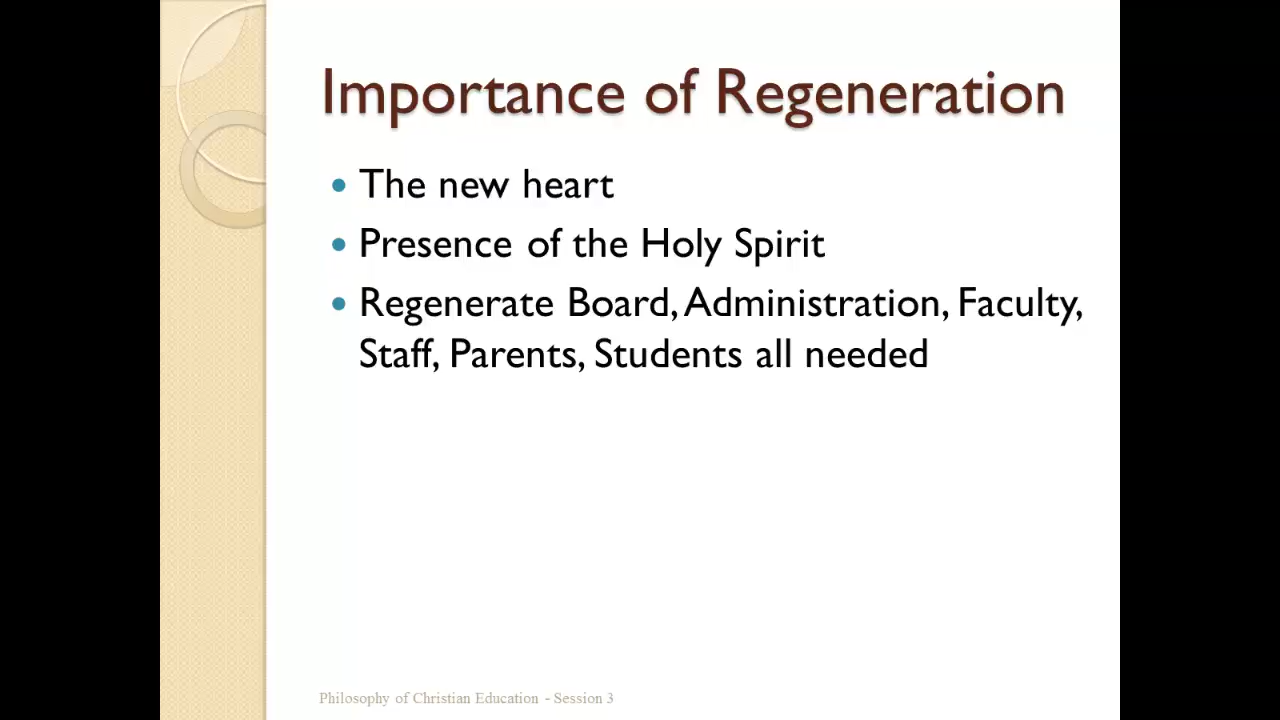 Importance of Regeneration
• The new heart
• Presence of the Holy Spirit
• Regenerate Board, Administration, Faculty,
Staff, Parents, Students all needed
Philosophy of Christian Education - Session 3